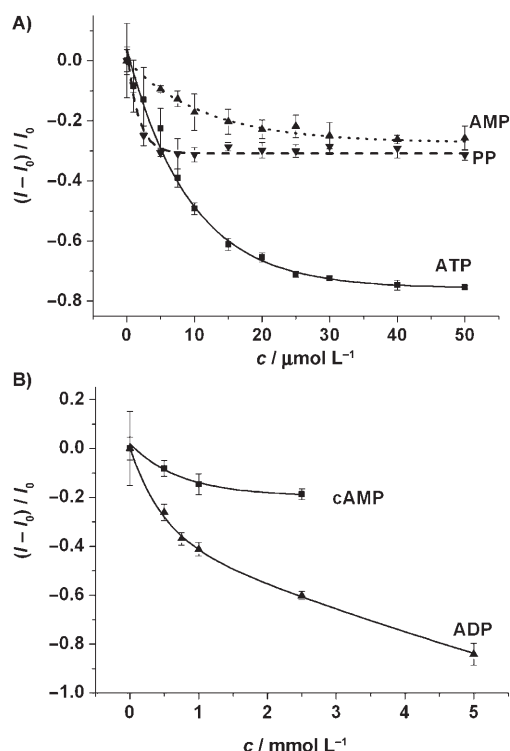 A)
0.0
−0.2
−0.4
−0.6
−0.8
(I – I0) / I0
AMP
PP
ATP
0 10 20 30 40 50
c / µmol L−1
B)
0.2
0.0
−0.2
−0.4
−0.6
−0.8
−1.0
(I – I0) / I0
cAMP
ADP
0 1 2 3 4 5
c / mmol L−1